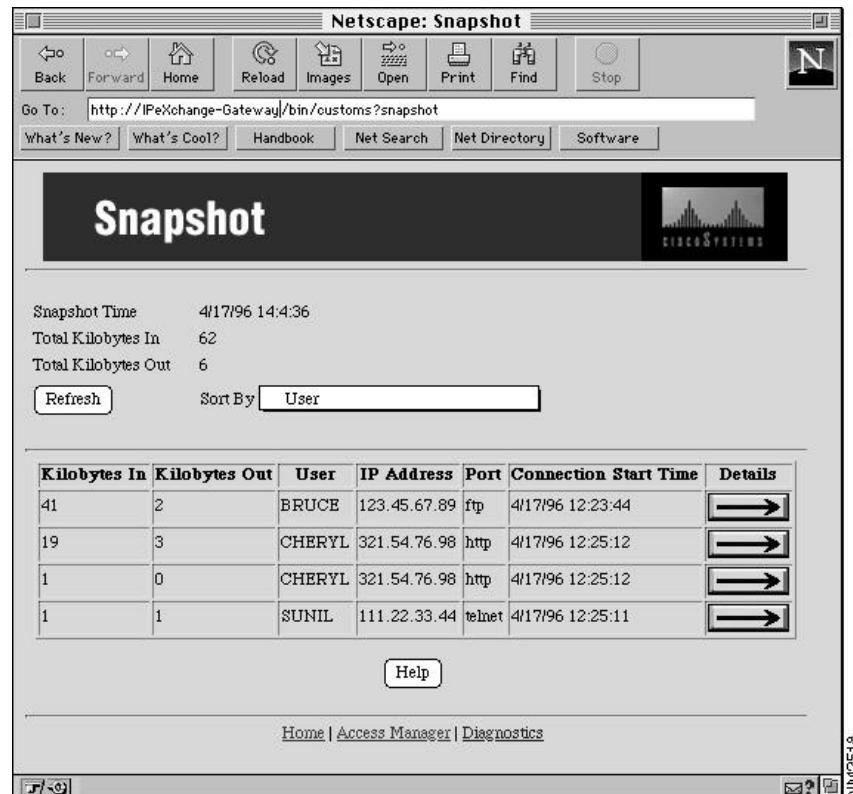 Netscape: Snapshot
Back Forward Home Reload Images Open Print Find Stop
N
Go To: http://IPeXchange-Gateway/bin/customs?snapshot
What's New? What's Cool? Handbook Net Search Net Directory Software
Snapshot
CISCO SYSTEMS
Snapshot Time 4/17/96 14:4:36
Total Kilobytes In 62
Total Kilobytes Out 6
Refresh Sort By User
Kilobytes In Kilobytes Out User IP Address Port Connection Start Time Details
41 2 BRUCE 123.45.67.89 ftp 4/17/96 12:23:44
19 3 CHERYL 321.54.76.98 http 4/17/96 12:25:12
1 0 CHERYL 321.54.76.98 http 4/17/96 12:25:12
1 1 SUNIL 111.22.33.44 telnet 4/17/96 12:25:11
Help
Home | Access Manager | Diagnostics
?